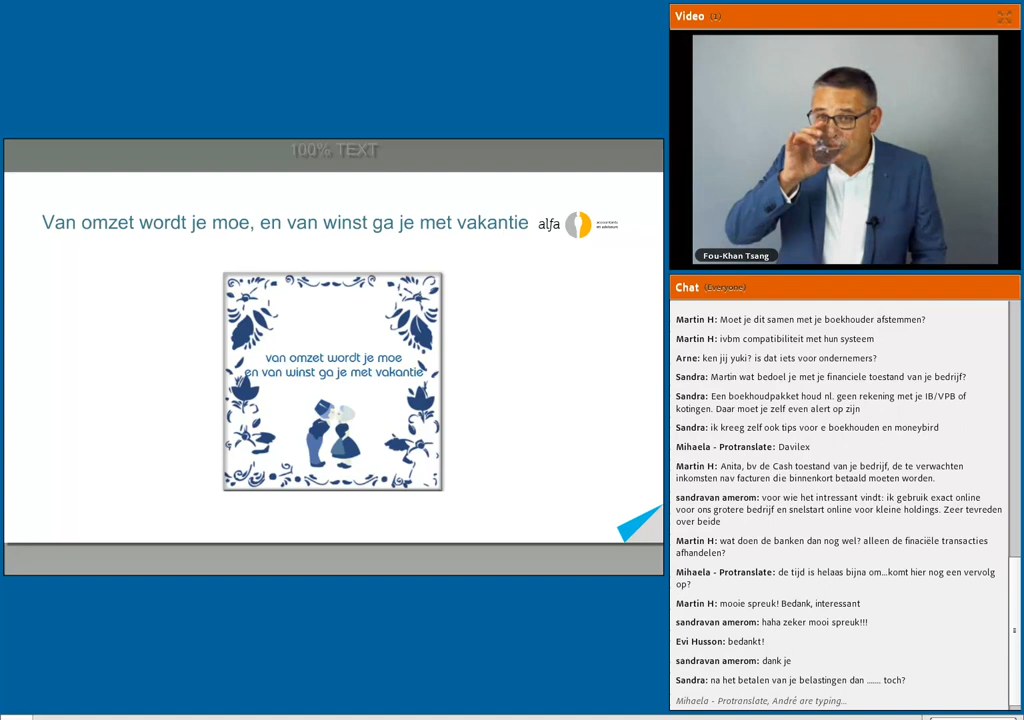 100% TEXT
Van omzet wordt je moe, en van winst ga je met vakantie
alfa
accountants
en adviseurs
van omzet wordt je moe
en van winst ga je met vakantie
Video (1)
Fou-Khan Tsang
Chat (Everyone)
Martin H: Moet je dit samen met je boekhouder afstemmen?
Martin H: ivbm compatibiliteit met hun systeem
Arne: ken jij yuki? is dat iets voor ondernemers?
Sandra: Martin wat bedoel je met je financiele toestand van je bedrijf?
Sandra: Een boekhoudpakket houd nl. geen rekening met je IB/VPB of
kotingen. Daar moet je zelf even alert op zijn
Sandra: ik kreeg zelf ook tips voor e boekhouden en moneybird
Mihaela - Protranslate: Davilex
Martin H: Anita, bv de Cash toestand van je bedrijf, de te verwachten
inkomsten nav facturen die binnenkort betaald moeten worden.
sandravan amerom: voor wie het intressant vindt: ik gebruik exact online
voor ons grotere bedrijf en snelstart online voor kleine holdings. Zeer tevreden
over beide
Martin H: wat doen de banken dan nog wel? alleen de finaciële transacties
afhandelen?
Mihaela - Protranslate: de tijd is helaas bijna om...komt hier nog een vervolg
op?
Martin H: mooie spreuk! Bedank, interessant
sandravan amerom: haha zeker mooi spreuk!!!
Evi Husson: bedankt!
sandravan amerom: dank je
Sandra: na het betalen van je belastingen dan ....... toch?
Mihaela - Protranslate, André are typing...